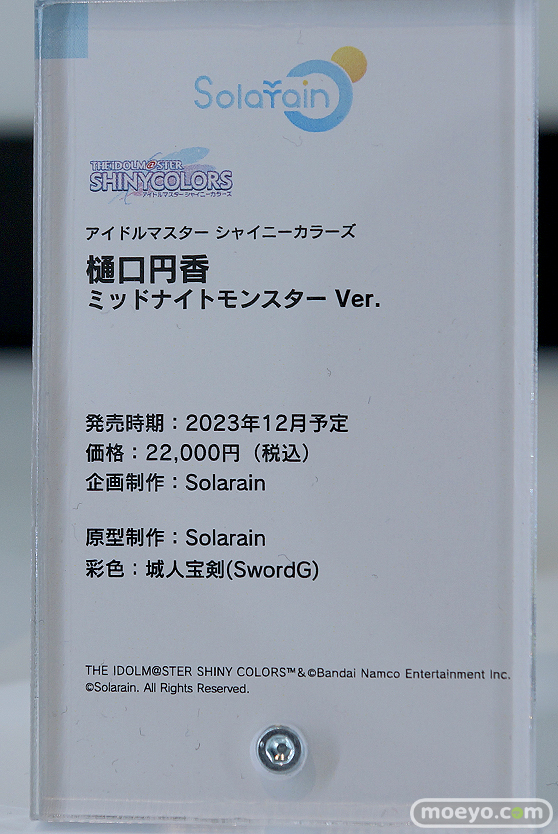 Solarain
THE IDOLM@STER
SHINYCOLORS
アイドルマスター シャイニーカラーズ
アイドルマスター シャイニーカラーズ
樋口円香
ミッドナイトモンスター Ver.
発売時期：2023年12月予定
価格：22,000円（税込）
企画制作：Solarain
原型制作：Solarain
彩色：城人宝剣(SwordG)
THE IDOLM@STER SHINY COLORS™&©Bandai Namco Entertainment Inc.
©Solarain. All Rights Reserved.
moeyo.com